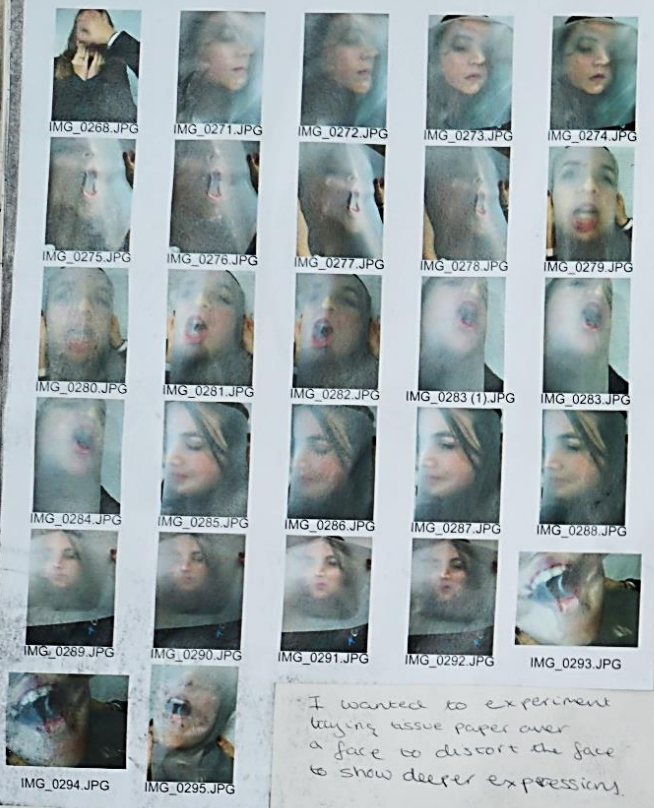 IMG_0268.JPG IMG_0271.JPG IMG_0272.JPG IMG_0273.JPG IMG_0274.JPG
IMG_0275.JPG IMG_0276.JPG IMG_0277.JPG IMG_0278.JPG IMG_0279.JPG
IMG_0280.JPG IMG_0281.JPG IMG_0282.JPG IMG_0283 (1).JPG IMG_0283.JPG
IMG_0284.JPG IMG_0285.JPG IMG_0286.JPG IMG_0287.JPG IMG_0288.JPG
IMG_0289.JPG IMG_0290.JPG IMG_0291.JPG IMG_0292.JPG IMG_0293.JPG
IMG_0294.JPG IMG_0295.JPG
I wanted to experiment
laying tissue paper over
a face to distort the face
to show deeper expressions.